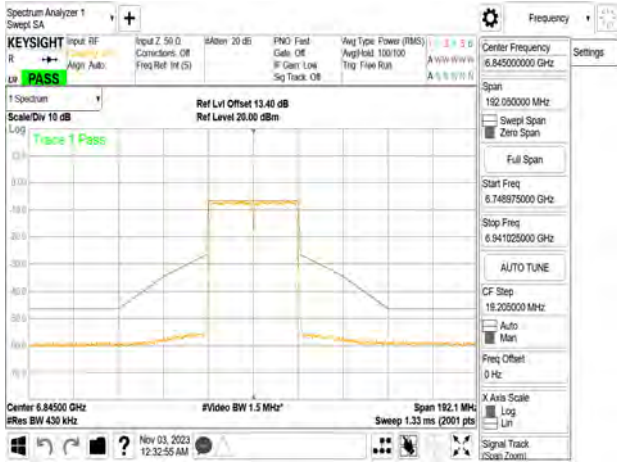 Spectrum Analyzer 1
Swept SA
+
Frequency
KEYSIGHT
Input: RF
R
Align: Auto
Input Z: 50 Ω
Corrections: Off
Freq Ref: Int (S)
#Atten: 20 dB
PNO: Fast
Gate: Off
IF Gain: Low
Sig Track: Off
Avg Type: Power (RMS)
Avg|Hold: 100/100
Trig: Free Run
PASS
1 Spectrum
Scale/Div 10 dB
Ref Lvl Offset 13.40 dB
Ref Level 20.00 dBm
Log
Trace 1 Pass
Center 6.84500 GHz
#Res BW 430 kHz
#Video BW 1.5 MHz*
Span 192.1 MHz
Sweep 1.33 ms (2001 pts
Nov 03, 2023
12:32:55 AM
Center Frequency
6.845000000 GHz
Settings
Span
192.050000 MHz
Swept Span
Zero Span
Full Span
Start Freq
6.748975000 GHz
Stop Freq
6.941025000 GHz
AUTO TUNE
CF Step
19.205000 MHz
Auto
Man
Freq Offset
0 Hz
X Axis Scale
Log
Lin
Signal Track
(Span Zoom)